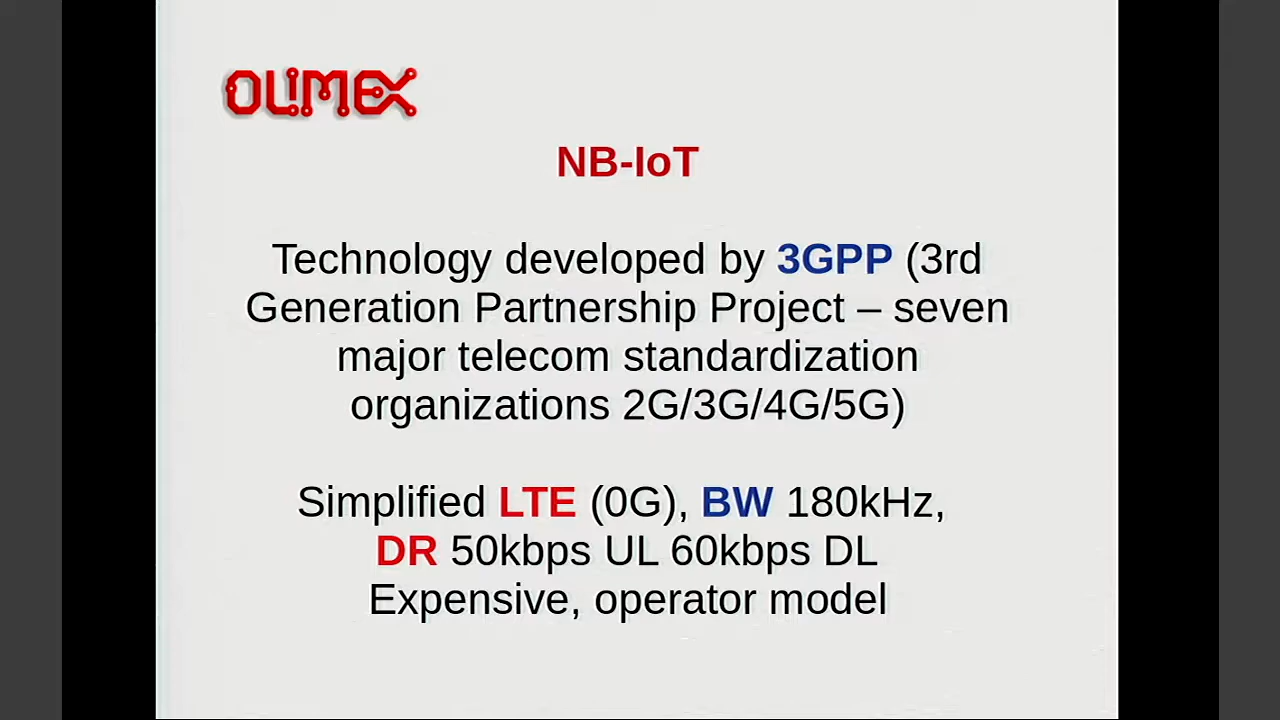 OLIMEX
NB-IoT
Technology developed by 3GPP (3rd
Generation Partnership Project – seven
major telecom standardization
organizations 2G/3G/4G/5G)
Simplified LTE (0G), BW 180kHz,
DR 50kbps UL 60kbps DL
Expensive, operator model